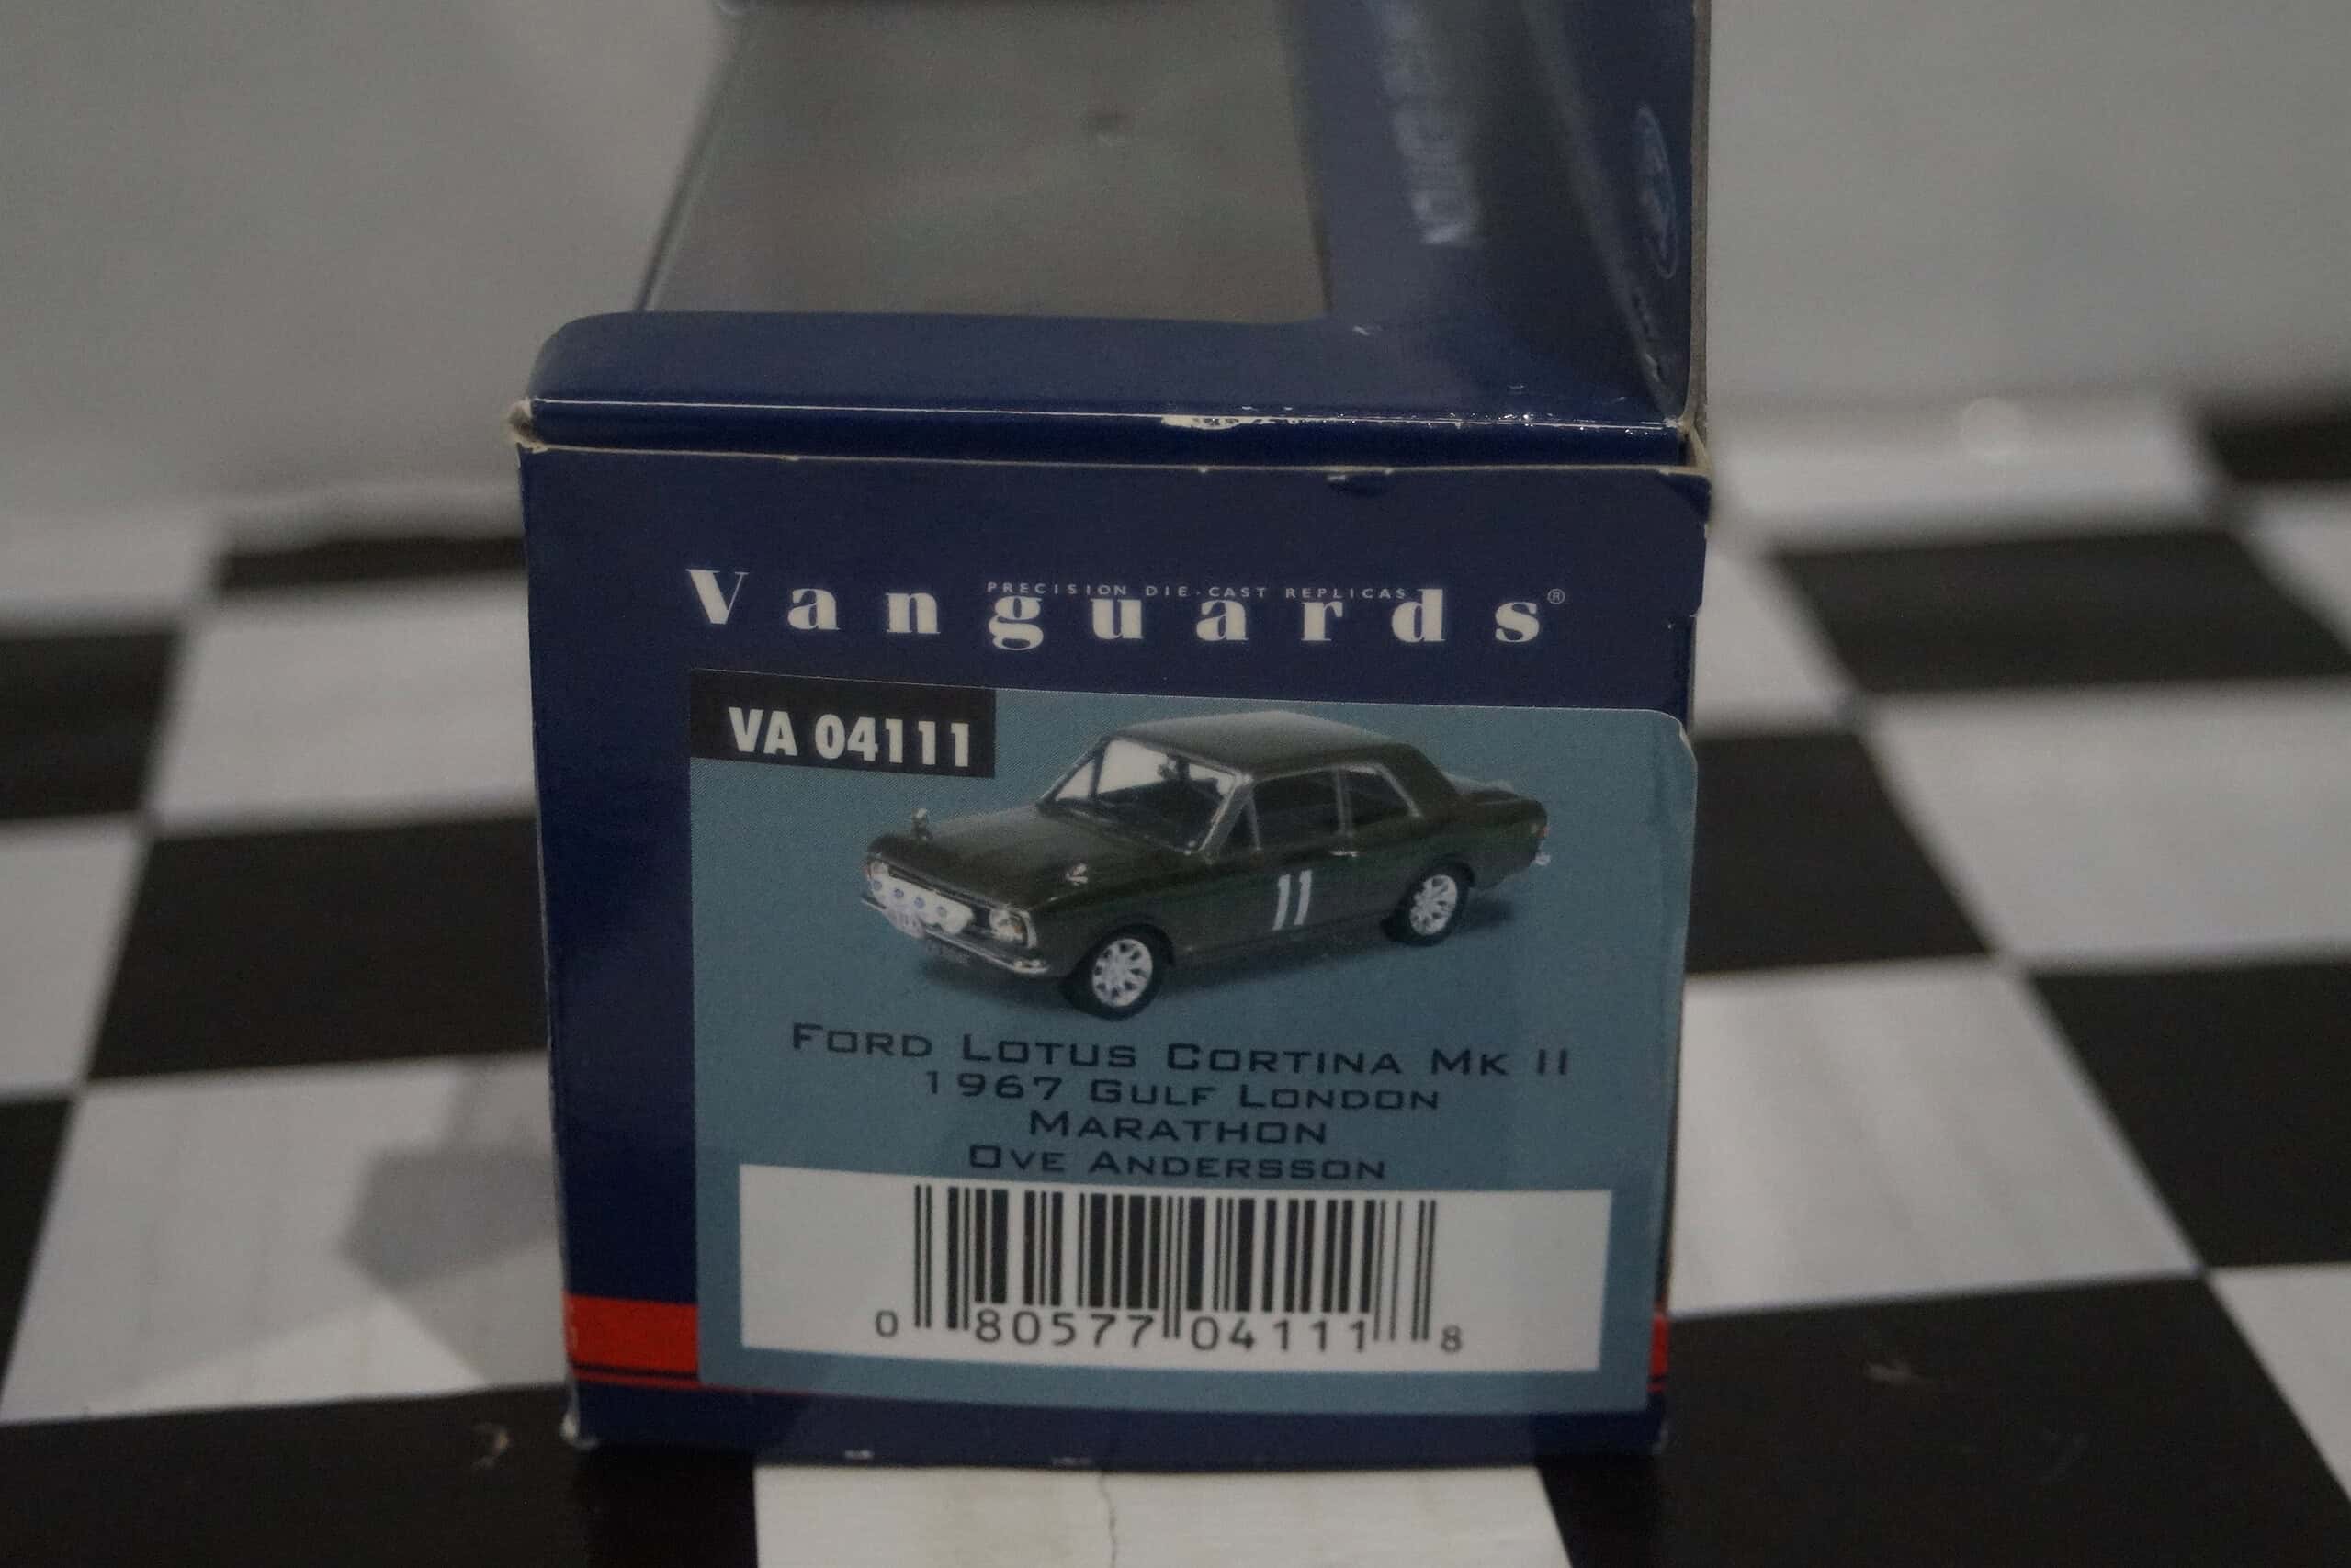 PRECISION DIE-CAST REPLICAS
Vanguards®
VA 04111
11
FORD LOTUS CORTINA MK II
1967 GULF LONDON
MARATHON
OVE ANDERSSON
0 80577 04111 8